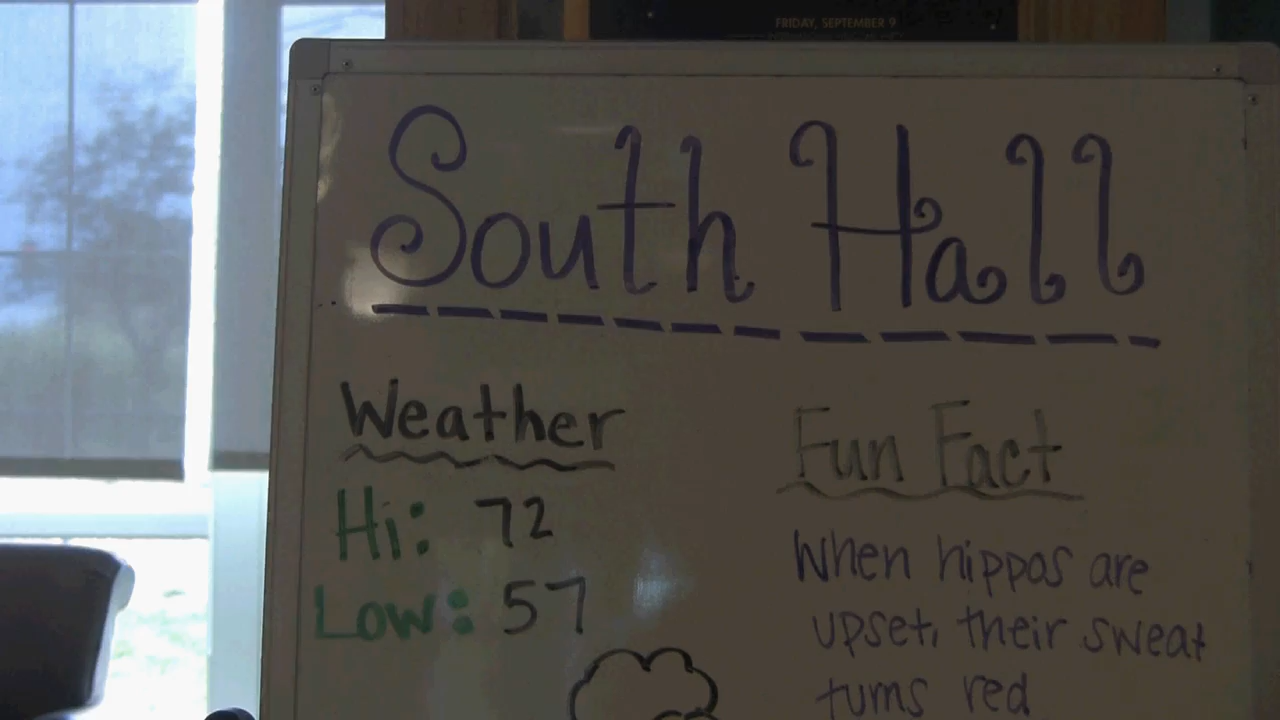 FRIDAY, SEPTEMBER 9
South Hall
Weather
Hi: 72
Low: 57
Fun Fact
When hippos are
upset, their sweat
turns red